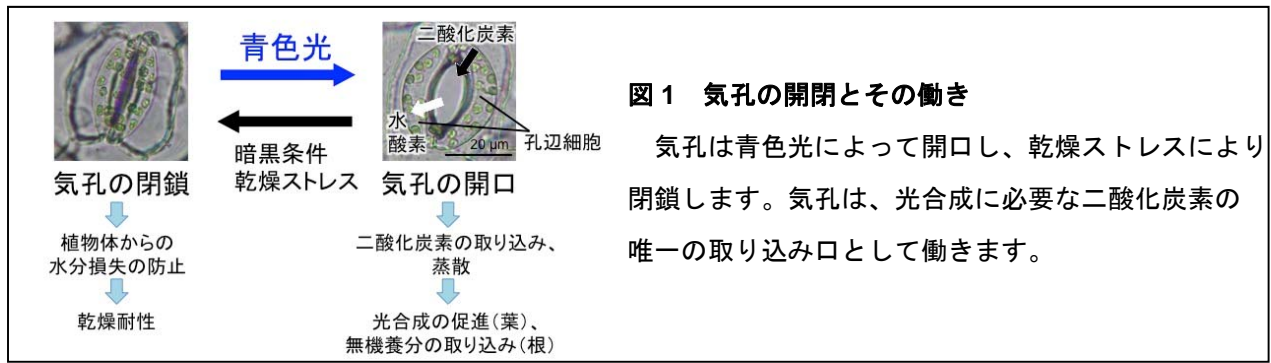 青色光
暗黒条件
乾燥ストレス
二酸化炭素
水
酸素
20 μm
孔辺細胞
気孔の閉鎖
気孔の開口
植物体からの
水分損失の防止
乾燥耐性
二酸化炭素の取り込み、
蒸散
光合成の促進(葉)、
無機養分の取り込み(根)
図1 気孔の開閉とその働き
気孔は青色光によって開口し、乾燥ストレスにより
閉鎖します。気孔は、光合成に必要な二酸化炭素の
唯一の取り込み口として働きます。